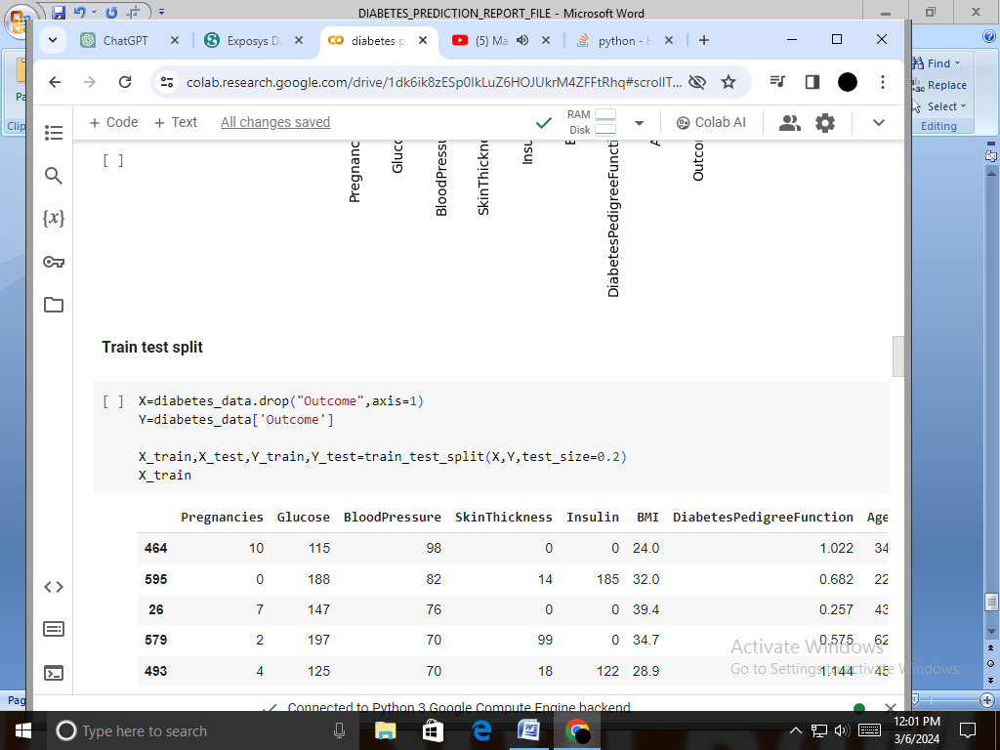 DIABETES_PREDICTION_REPORT_FILE - Microsoft Word
ChatGPT
Exposys D
diabetes p
(5) Ma
python - H
colab.research.google.com/drive/1dk6ik8zESp0IkLuZ6HOJUkrM4ZFFtRhq#scrollT...
Find
Replace
Select
Editing
Pa
Clip
+ Code + Text All changes saved
RAM
Disk
Colab AI
[ ]
Pregnanc
Gluco
BloodPressu
SkinThickne
Insu
DiabetesPedigreeFuncti
Outco
Train test split
[ ] X=diabetes_data.drop("Outcome",axis=1)
Y=diabetes_data['Outcome']
X_train,X_test,Y_train,Y_test=train_test_split(X,Y,test_size=0.2)
X_train
Pregnancies Glucose BloodPressure SkinThickness Insulin BMI DiabetesPedigreeFunction Age
464 10 115 98 0 0 24.0 1.022 34
595 0 188 82 14 185 32.0 0.682 22
26 7 147 76 0 0 39.4 0.257 43
579 2 197 70 99 0 34.7 0.575 62
493 4 125 70 18 122 28.9 1.144 45
Activate Windows
Go to Settings to activate Windows.
Connected to Python 3 Google Compute Engine backend
Pag
Type here to search
12:01 PM
3/6/2024